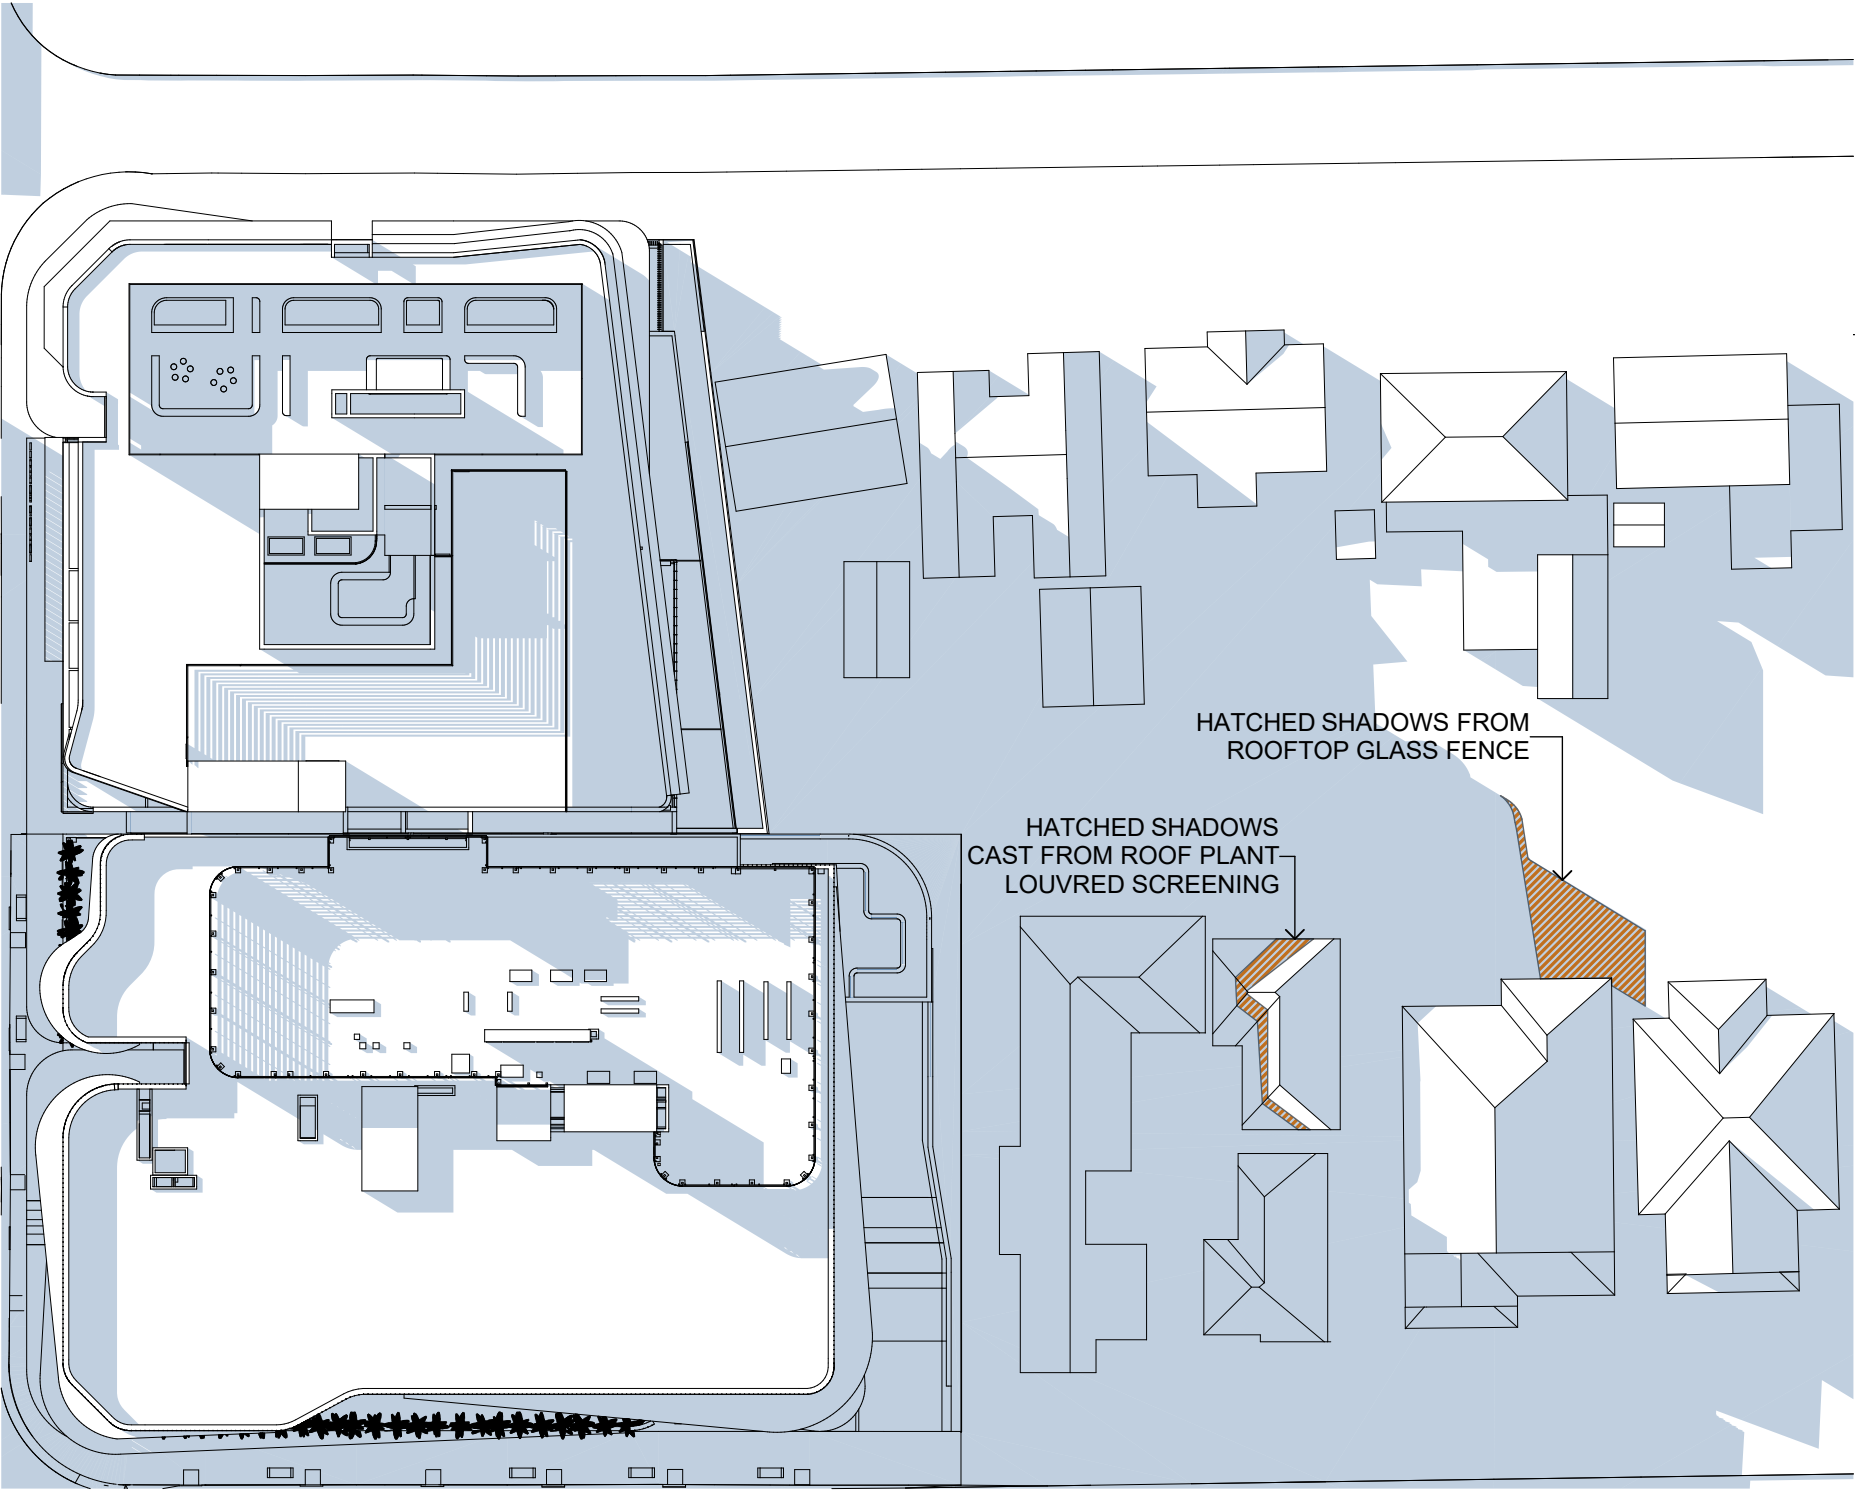 HATCHED SHADOWS FROM
ROOFTOP GLASS FENCE
HATCHED SHADOWS
CAST FROM ROOF PLANT
LOUVRED SCREENING